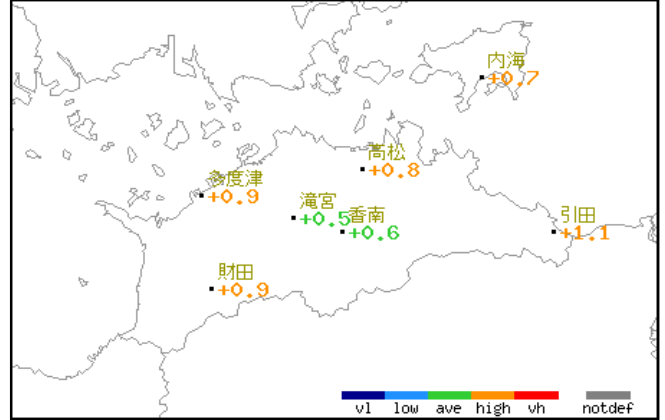 内海
+0.7
高松
+0.8
多度津
+0.9
滝宮
+0.5
香南
+0.6
引田
+1.1
財田
+0.9
vl low ave high vh notdef